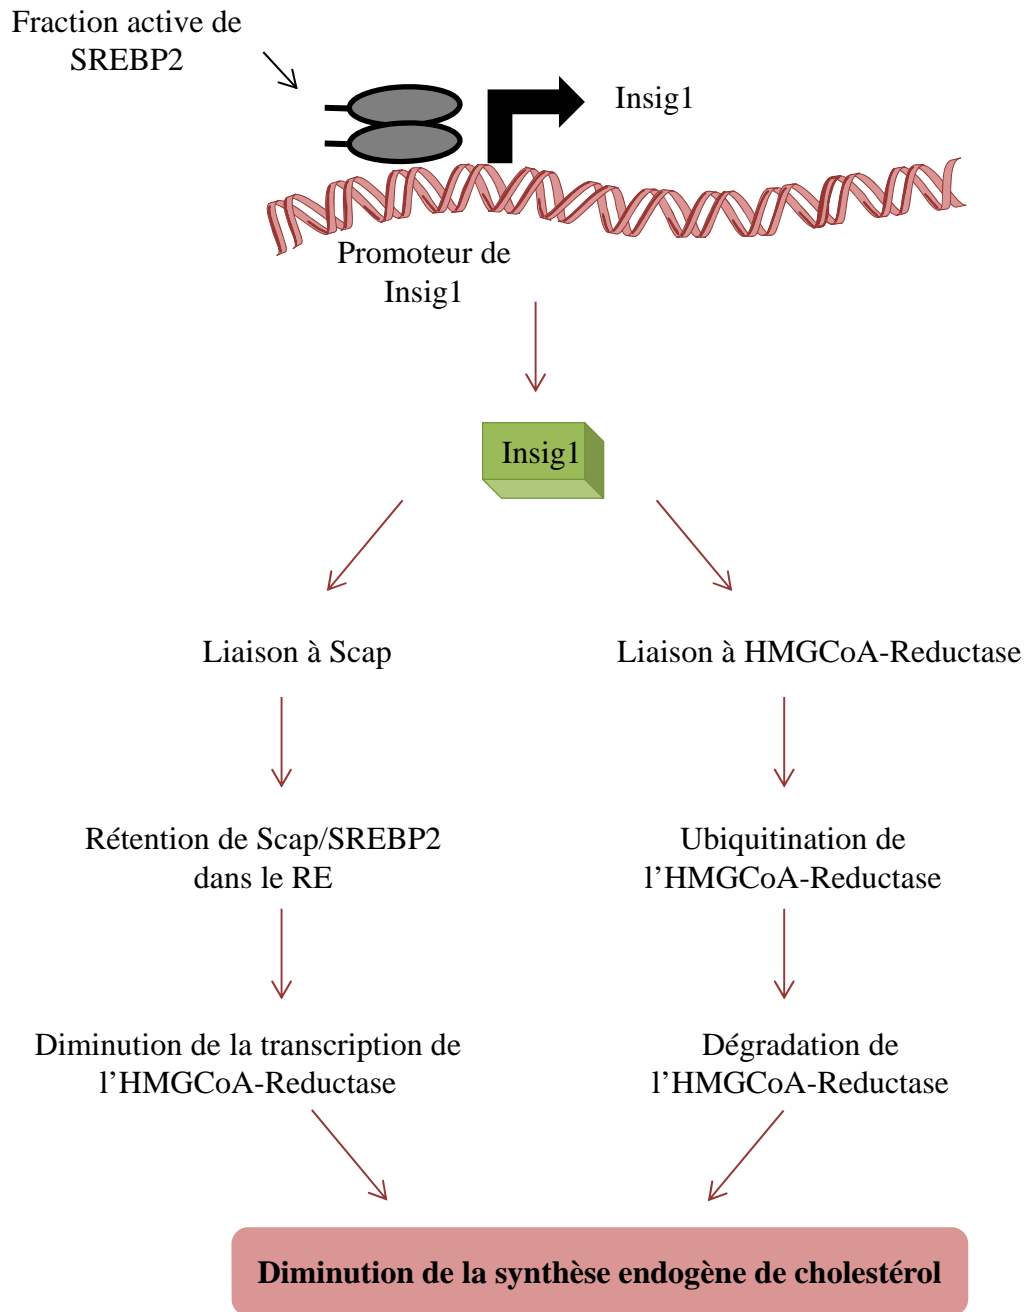 Fraction active de
SREBP2
Insig1
Promoteur de
Insig1
Insig1
Liaison à Scap
Liaison à HMGCoA-Reductase
Rétention de Scap/SREBP2
dans le RE
Ubiquitination de
l’HMGCoA-Reductase
Diminution de la transcription de
l’HMGCoA-Reductase
Dégradation de
l’HMGCoA-Reductase
Diminution de la synthèse endogène de cholestérol